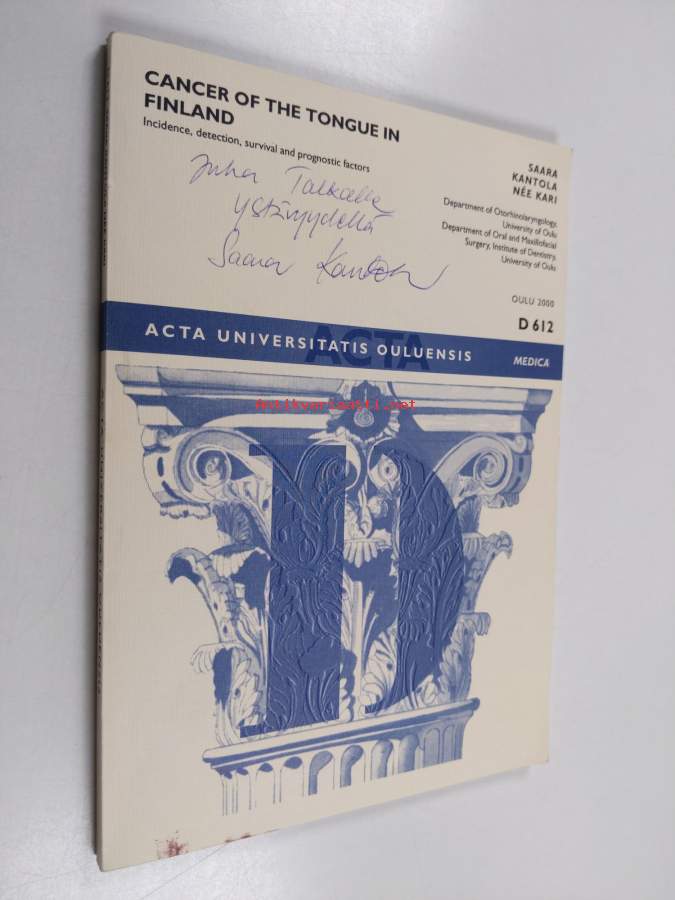 CANCER OF THE TONGUE IN
FINLAND
Incidence, detection, survival and prognostic factors
Juha
ystävyydellä
Saara Kantola
SAARA
KANTOLA
NÉE KARI
Department of Otorhinolaryngology,
University of Oulu
Department of Oral and Maxillofacial
Surgery, Institute of Dentistry,
University of Oulu
OULU 2000
D 612
ACTA
ACTA UNIVERSITATIS OULUENSIS
MEDICA
antikvariaatti.net
D